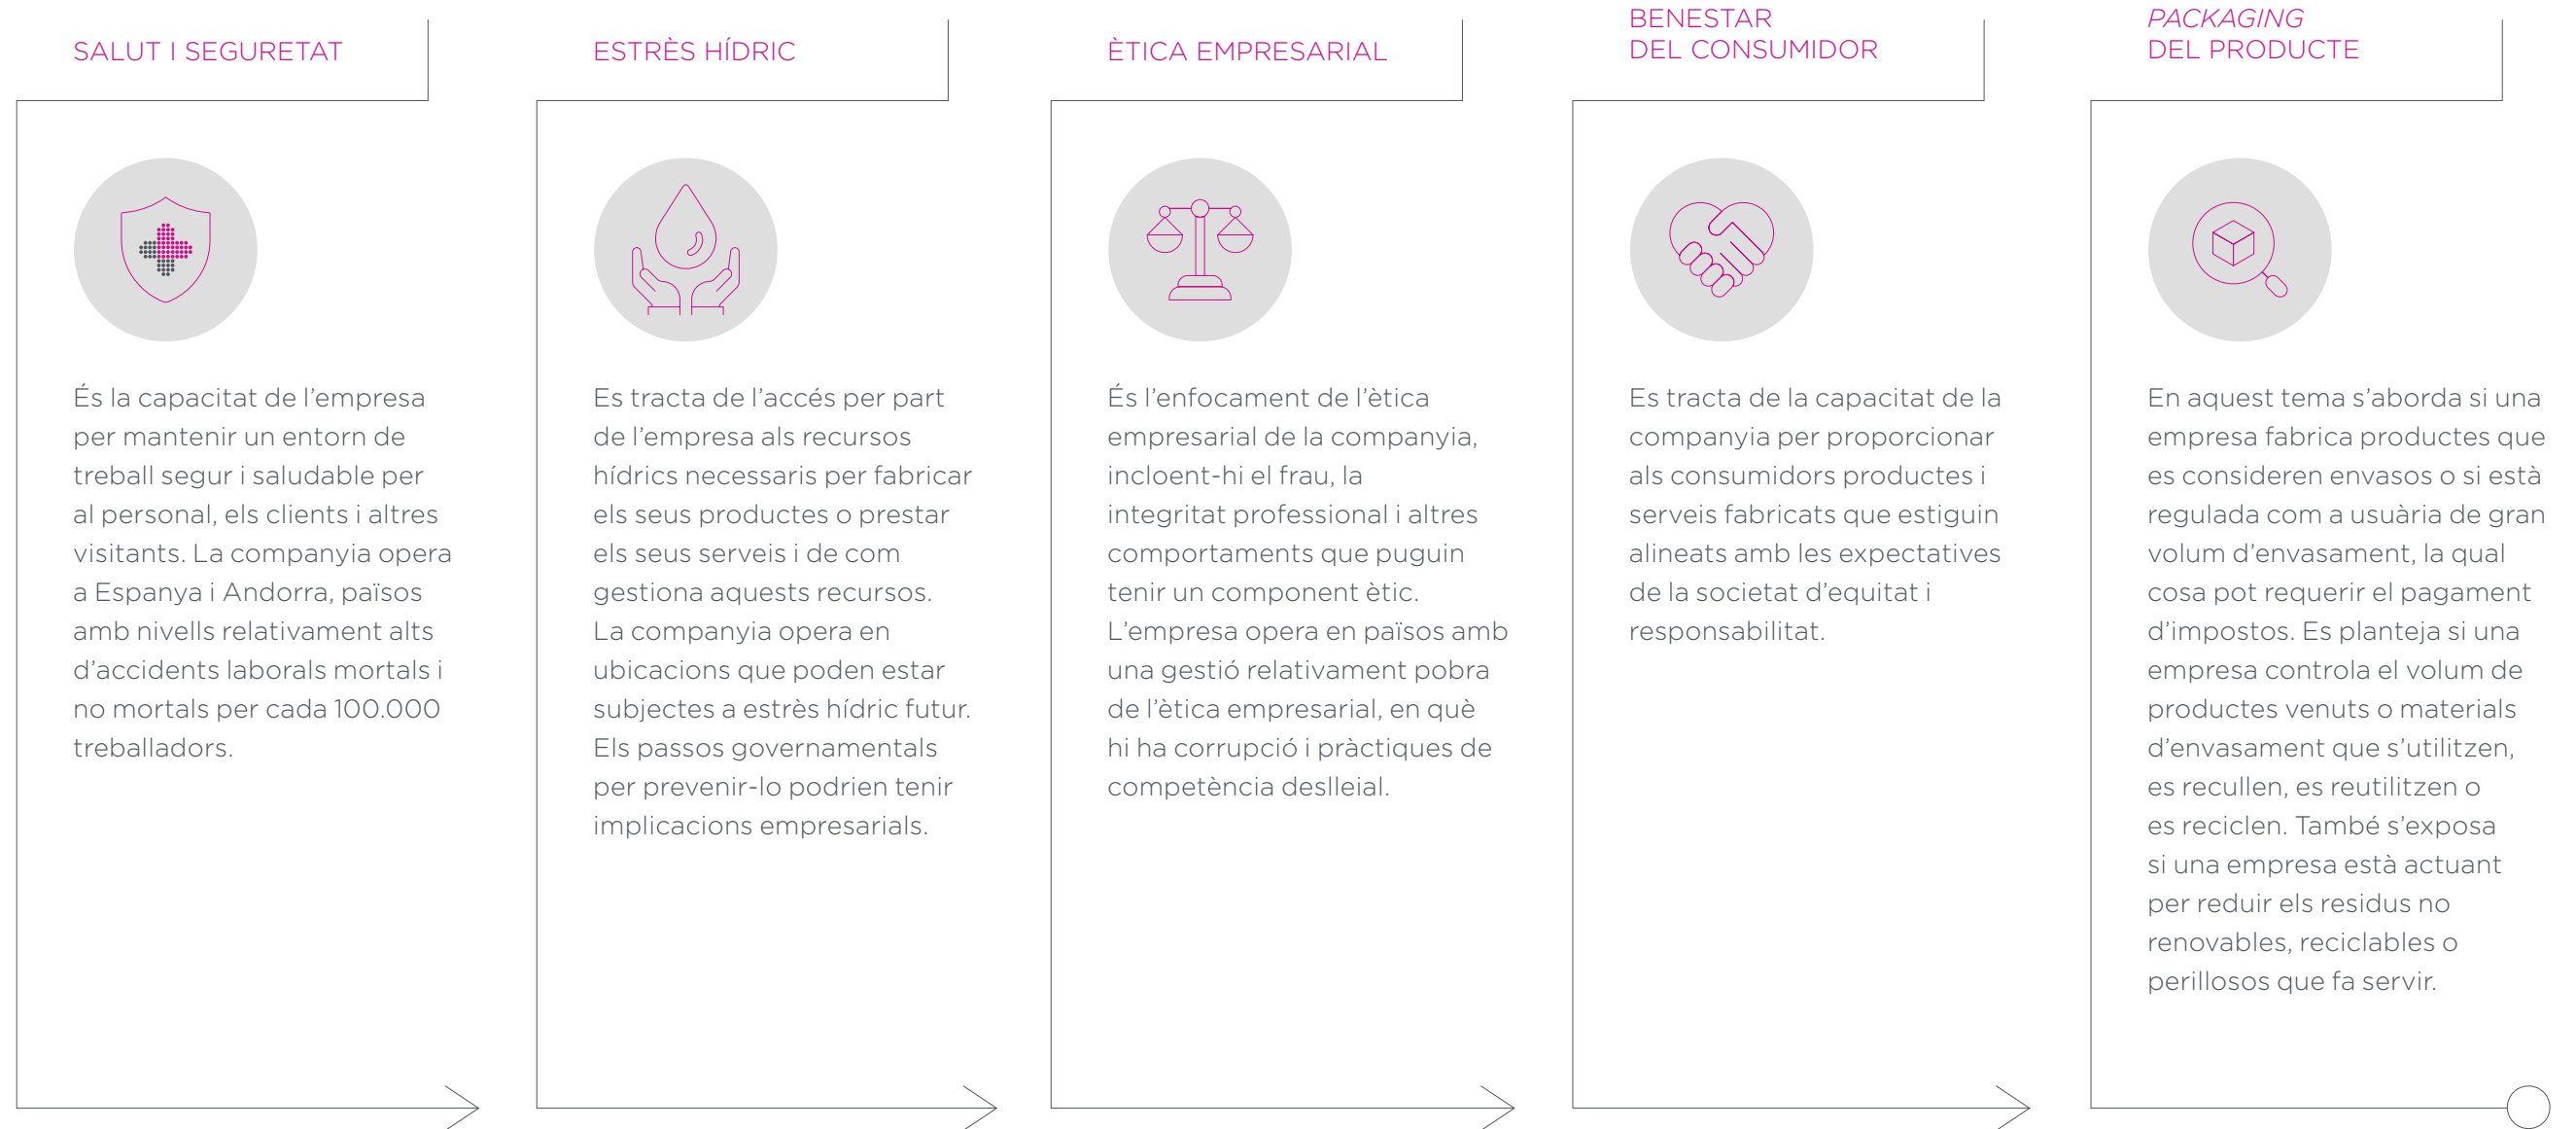 SALUT I SEGURETAT
És la capacitat de l’empresa
per mantenir un entorn de
treball segur i saludable per
al personal, els clients i altres
visitants. La companyia opera
a Espanya i Andorra, països
amb nivells relativament alts
d’accidents laborals mortals i
no mortals per cada 100.000
treballadors.
ESTRÈS HÍDRIC
Es tracta de l’accés per part
de l’empresa als recursos
hídrics necessaris per fabricar
els seus productes o prestar
els seus serveis i de com
gestiona aquests recursos.
La companyia opera en
ubicacions que poden estar
subjectes a estrès hídric futur.
Els passos governamentals
per prevenir-lo podrien tenir
implicacions empresarials.
ÈTICA EMPRESARIAL
És l’enfocament de l’ètica
empresarial de la companyia,
incloent-hi el frau, la
integritat professional i altres
comportaments que puguin
tenir un component ètic.
L’empresa opera en països amb
una gestió relativament pobra
de l’ètica empresarial, en què
hi ha corrupció i pràctiques de
competència deslleial.
BENESTAR
DEL CONSUMIDOR
Es tracta de la capacitat de la
companyia per proporcionar
als consumidors productes i
serveis fabricats que estiguin
alineats amb les expectatives
de la societat d’equitat i
responsabilitat.
PACKAGING
DEL PRODUCTE
En aquest tema s’aborda si una
empresa fabrica productes que
es consideren envasos o si està
regulada com a usuària de gran
volum d’envasament, la qual
cosa pot requerir el pagament
d’impostos. Es planteja si una
empresa controla el volum de
productes venuts o materials
d’envasament que s’utilitzen,
es recullen, es reutilitzen o
es reciclen. També s’exposa
si una empresa està actuant
per reduir els residus no
renovables, reciclables o
perillosos que fa servir.